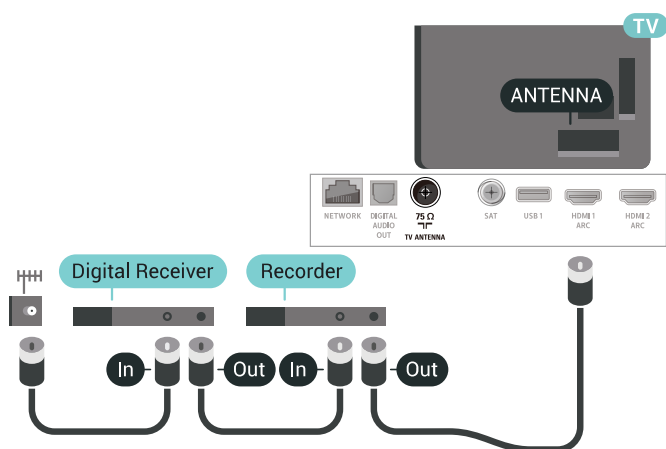 TV
ANTENNA
NETWORK
DIGITAL
AUDIO
OUT
75 Ω
TV ANTENNA
SAT
USB 1
HDMI 1
ARC
HDMI 2
ARC
Digital Receiver
Recorder
In
Out
In
Out